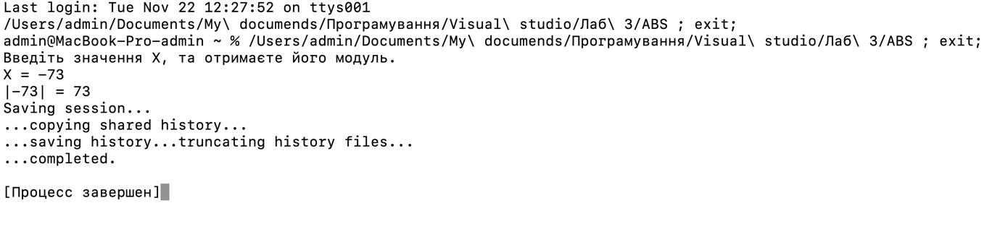 Last login: Tue Nov 22 12:27:52 on ttys001
/Users/admin/Documents/My\ documends/Програмування/Visual\ studio/Лаб\ 3/ABS ; exit;
admin@MacBook-Pro-admin ~ % /Users/admin/Documents/My\ documends/Програмування/Visual\ studio/Лаб\ 3/ABS ; exit;
Введіть значення X, та отримаєте його модуль.
X = -73
|-73| = 73
Saving session...
...copying shared history...
...saving history...truncating history files...
...completed.
[Процесс завершен]